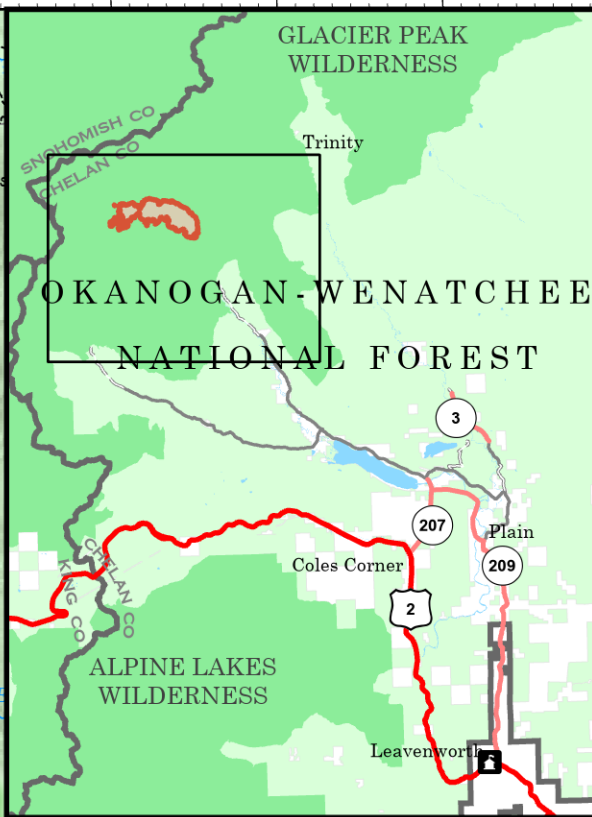 GLACIER PEAK
WILDERNESS
SNOHOMISH CO
CHELAN CO
Trinity
OKANOGAN-WENATCHEE
NATIONAL FOREST
3
207
Plain
Coles Corner
209
CHELAN CO
KING CO
2
ALPINE LAKES
WILDERNESS
Leavenworth